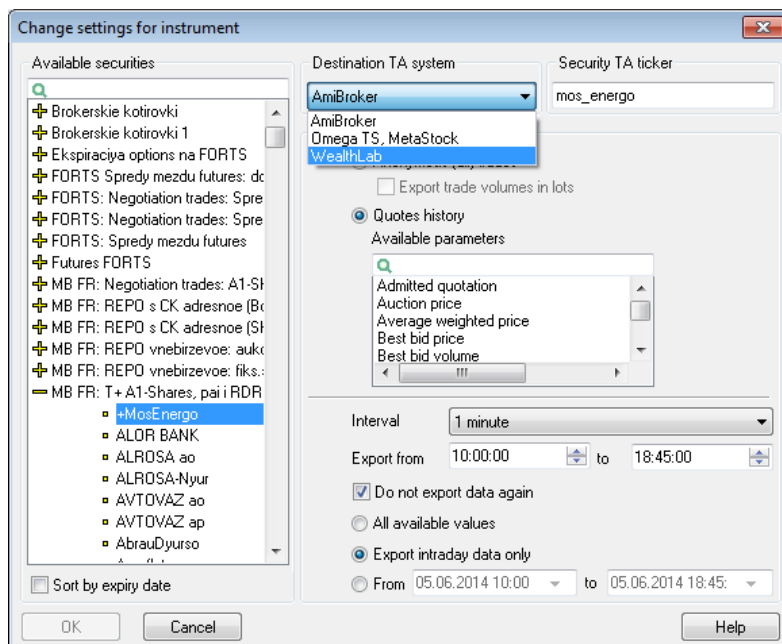 Change settings for instrument
Available securities
Brokerskie kotirovki
Brokerskie kotirovki 1
Ekspiraciya options na FORTS
FORTS Spredy mezdu futures: do
FORTS: Negotiation trades: Spre
FORTS: Negotiation trades: Spre
FORTS: Spredy mezdu futures
Futures FORTS
MB FR: Negotiation trades: A1-Sh
MB FR: REPO s CK adresnoe (Bo
MB FR: REPO s CK adresnoe (Sh
MB FR: REPO vnebirzevoe: aukc
MB FR: REPO vnebirzevoe: fiks.
MB FR: T+ A1-Shares, pai i RDR
+MosEnergo
ALOR BANK
ALROSA ao
ALROSA-Nyur
AVTOVAZ ao
AVTOVAZ ap
AbrauDyurso
Sort by expiry date
OK
Cancel
Destination TA system
Security TA ticker
AmiBroker
mos_energo
AmiBroker
Omega TS, MetaStock
WealthLab
Export trade volumes in lots
Quotes history
Available parameters
Admitted quotation
Auction price
Average weighted price
Best bid price
Best bid volume
Interval
1 minute
Export from 10:00:00 to 18:45:00
Do not export data again
All available values
Export intraday data only
From 05.06.2014 10:00 to 05.06.2014 18:45:
Help